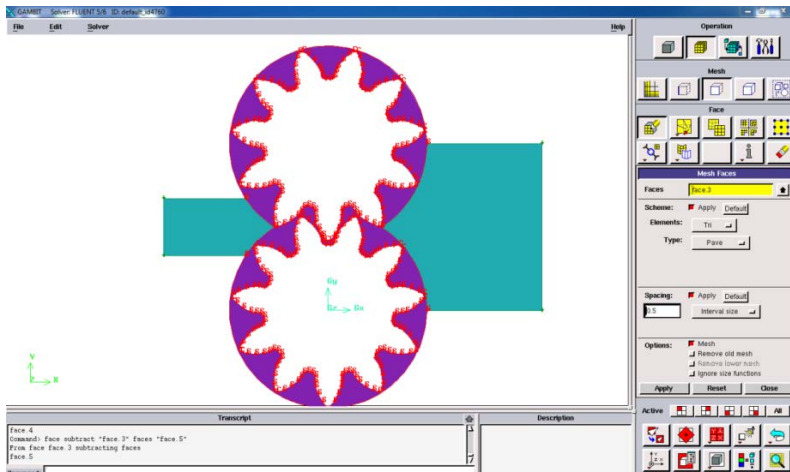 GAMBIT Solver: FLUENT 5/6 ID: default_id4760
File Edit Solver Help
Operation
Mesh
Face
Mesh Faces
Faces face.3
Scheme: Apply Default
Elements: Tri
Type: Pave
Spacing: Apply Default
0.5 Interval size
Options: Mesh
Remove old mesh
Remove lower mesh
Ignore size functions
Apply Reset Close
Gy
Gz Gx
Y
Z X
Transcript Description
face.4
Command> face subtract "face.3" faces "face.5"
From face face.3 subtracting faces
face.5
Active All